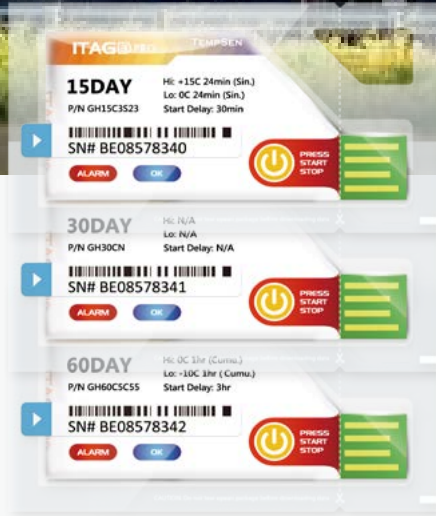 ITAG3 PRO TEMPSEN
15DAY
Hi: +15C 24min (Sin.)
Lo: 0C 24min (Sin.)
P/N GH15C3S23 Start Delay: 30min
SN# BE08578340
ALARM OK
PRESS
START
STOP
30DAY
Hi: N/A
Lo: N/A
P/N GH30CN Start Delay: N/A
SN# BE08578341
ALARM OK
PRESS
START
STOP
60DAY
Hi: 0C 1hr (Cumu.)
Lo: -10C 1hr (Cumu.)
P/N GH60C5C55 Start Delay: 3hr
SN# BE08578342
ALARM OK
PRESS
START
STOP